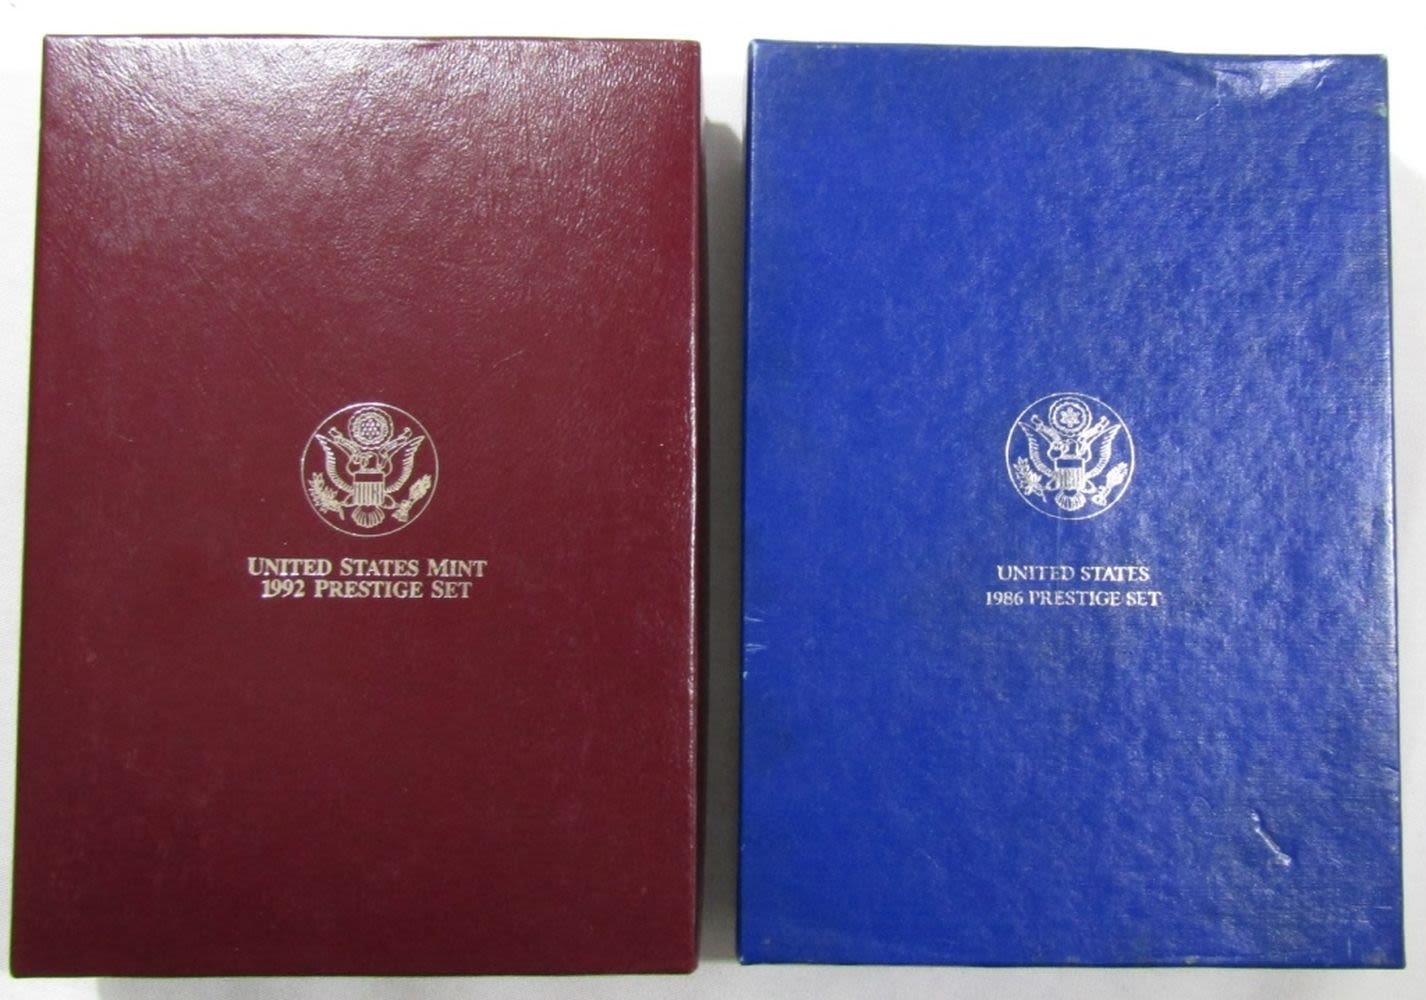 UNITED STATES MINT
1992 PRESTIGE SET
UNITED STATES
1986 PRESTIGE SET